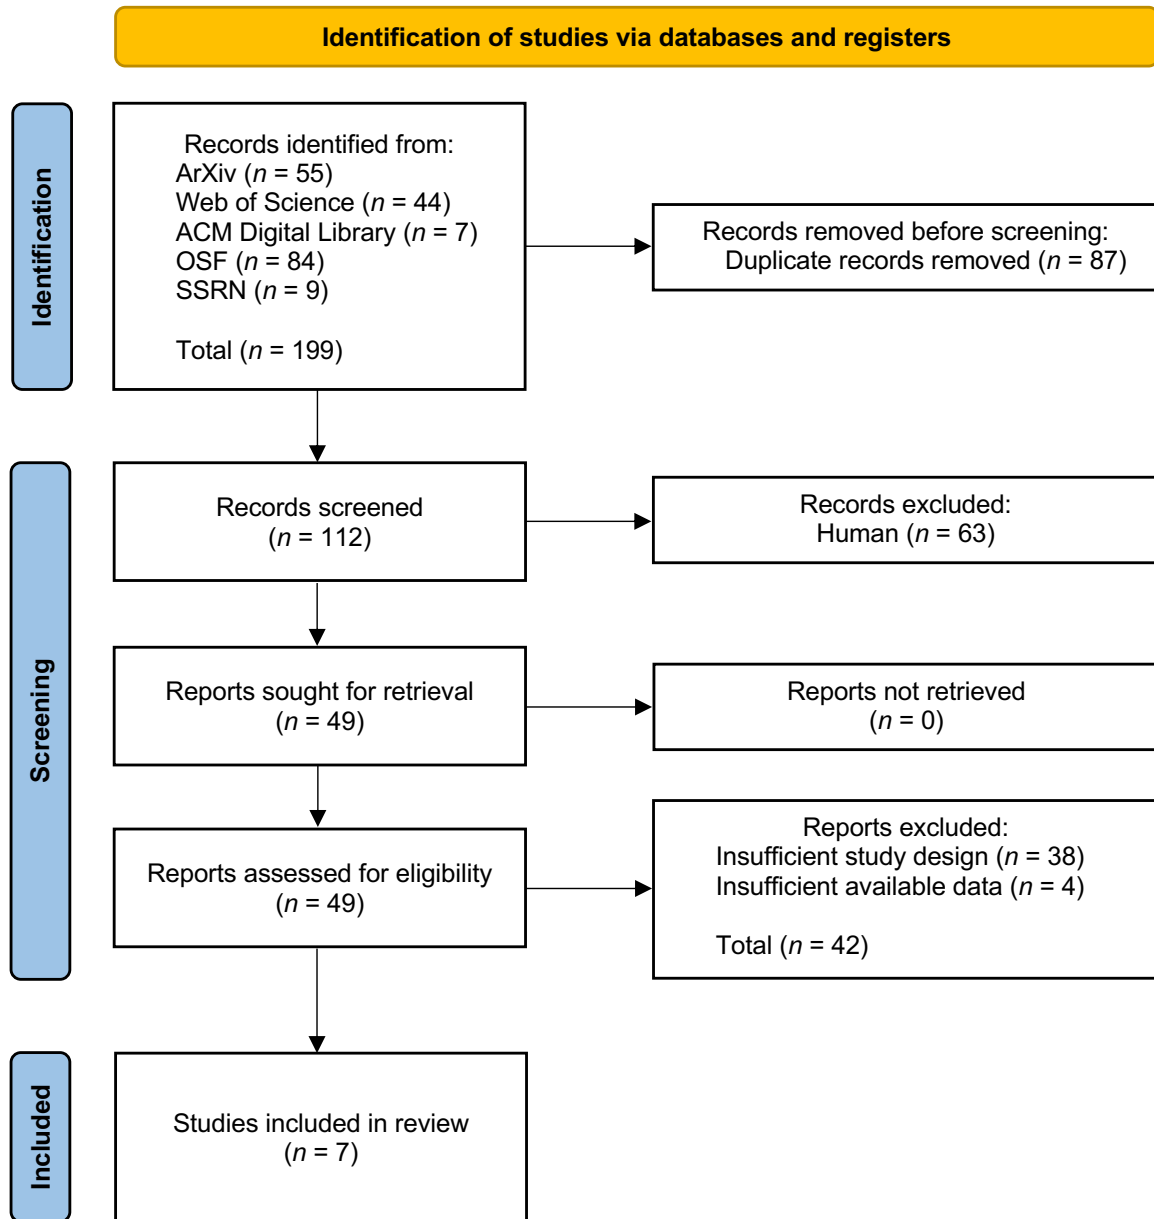 Identification of studies via databases and registers
Identification
Records identified from:
ArXiv (n = 55)
Web of Science (n = 44)
ACM Digital Library (n = 7)
OSF (n = 84)
SSRN (n = 9)
Total (n = 199)
Records removed before screening:
Duplicate records removed (n = 87)
Screening
Records screened
(n = 112)
Records excluded:
Human (n = 63)
Reports sought for retrieval
(n = 49)
Reports not retrieved
(n = 0)
Reports assessed for eligibility
(n = 49)
Reports excluded:
Insufficient study design (n = 38)
Insufficient available data (n = 4)
Total (n = 42)
Included
Studies included in review
(n = 7)